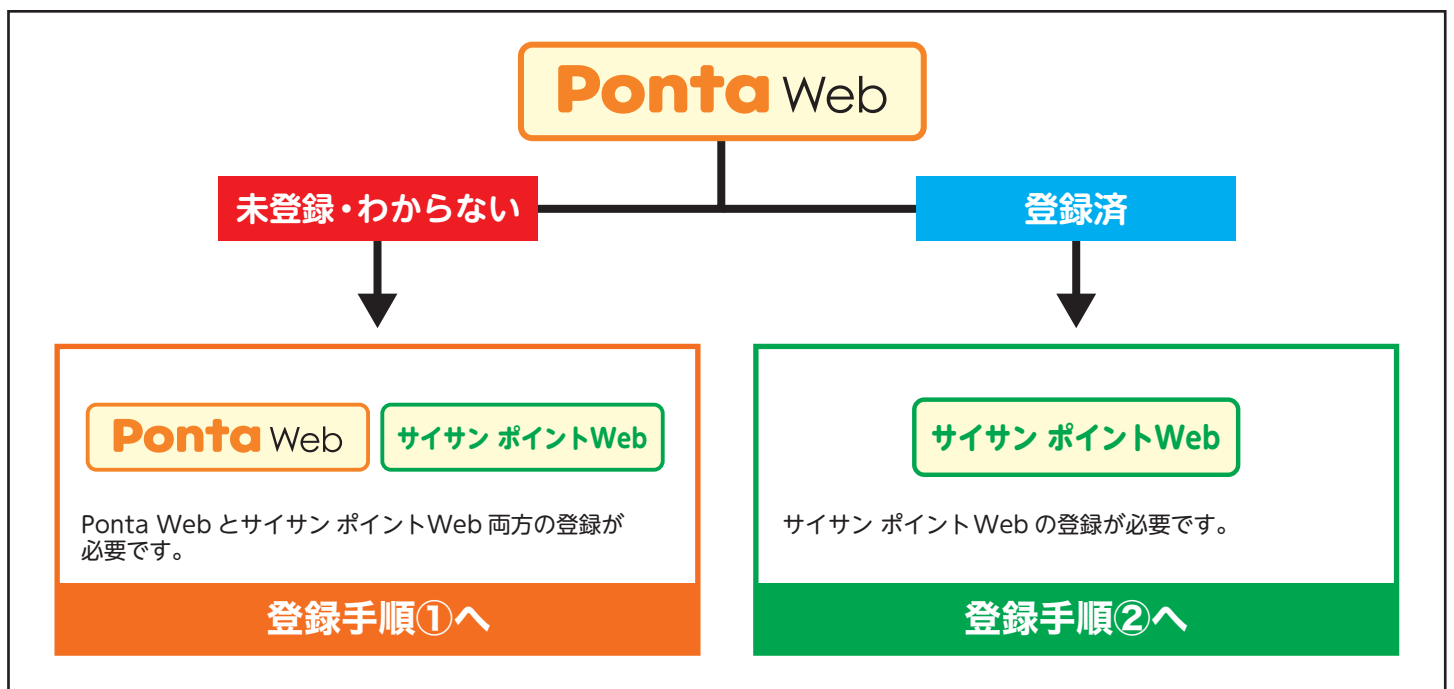 Ponta Web
未登録・わからない
登録済
Ponta Web
サイサン ポイントWeb
Ponta Web とサイサン ポイントWeb 両方の登録が
必要です。
登録手順①へ
サイサン ポイントWeb
サイサン ポイントWeb の登録が必要です。
登録手順②へ